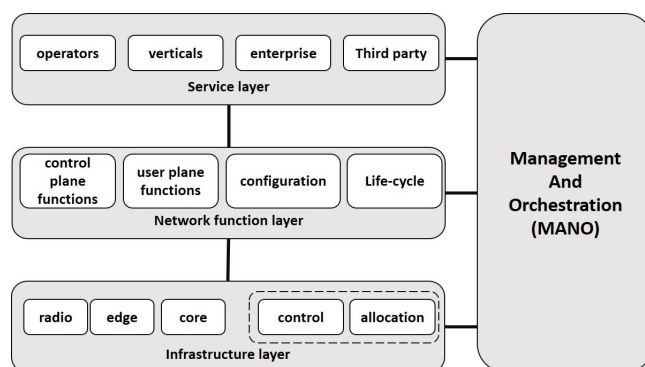 operators
verticals
enterprise
Third party
Service layer
control
plane
functions
user plane
functions
configuration
Life-cycle
Network function layer
radio
edge
core
control
allocation
Infrastructure layer
Management
And
Orchestration
(MANO)